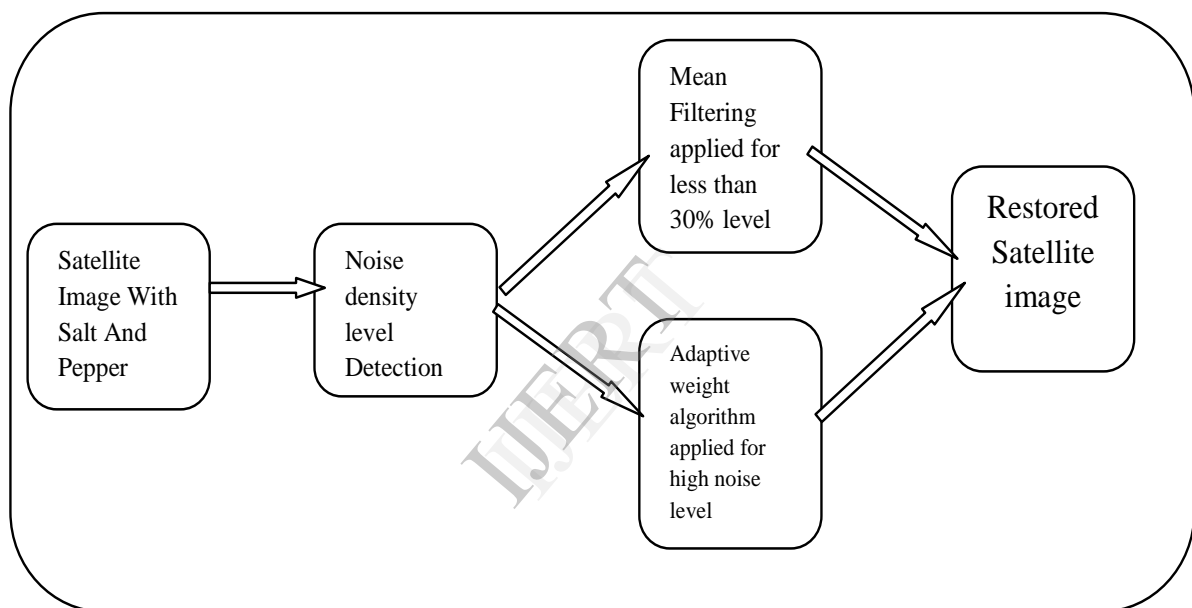 Satellite
Image With
Salt And
Pepper
Noise
density
level
Detection
Mean
Filtering
applied for
less than
30% level
Adaptive
weight
algorithm
applied for
high noise
level
Restored
Satellite
image
IJERT